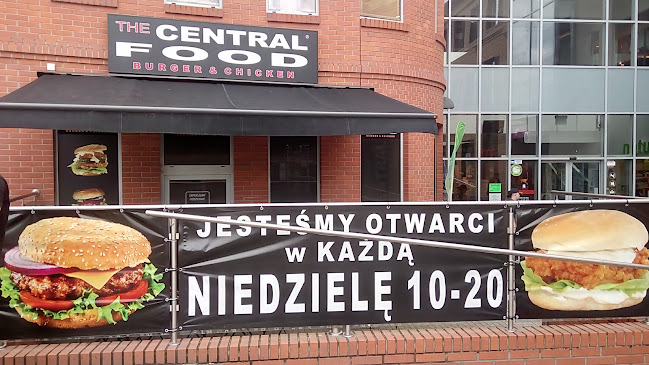 THE CENTRAL®
FOOD
BURGER & CHICKEN
JESTEŚMY OTWARCI
w KAŻDĄ
NIEDZIELĘ 10-20